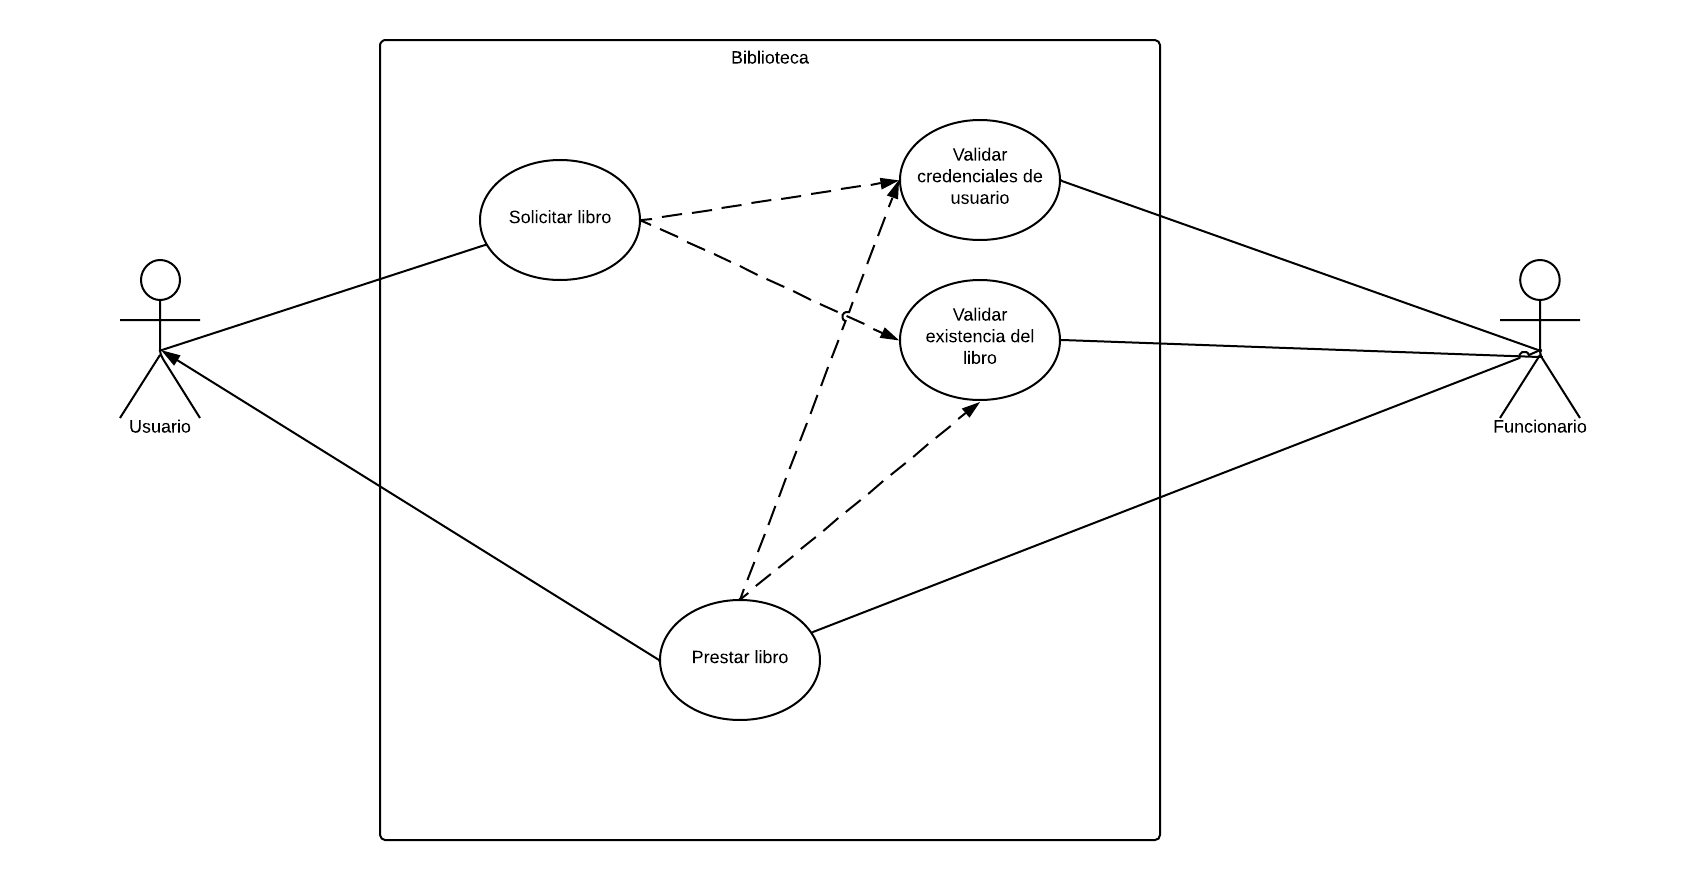 Biblioteca
Solicitar libro
Validar
credenciales de
usuario
Validar
existencia del
libro
Usuario
Funcionario
Prestar libro